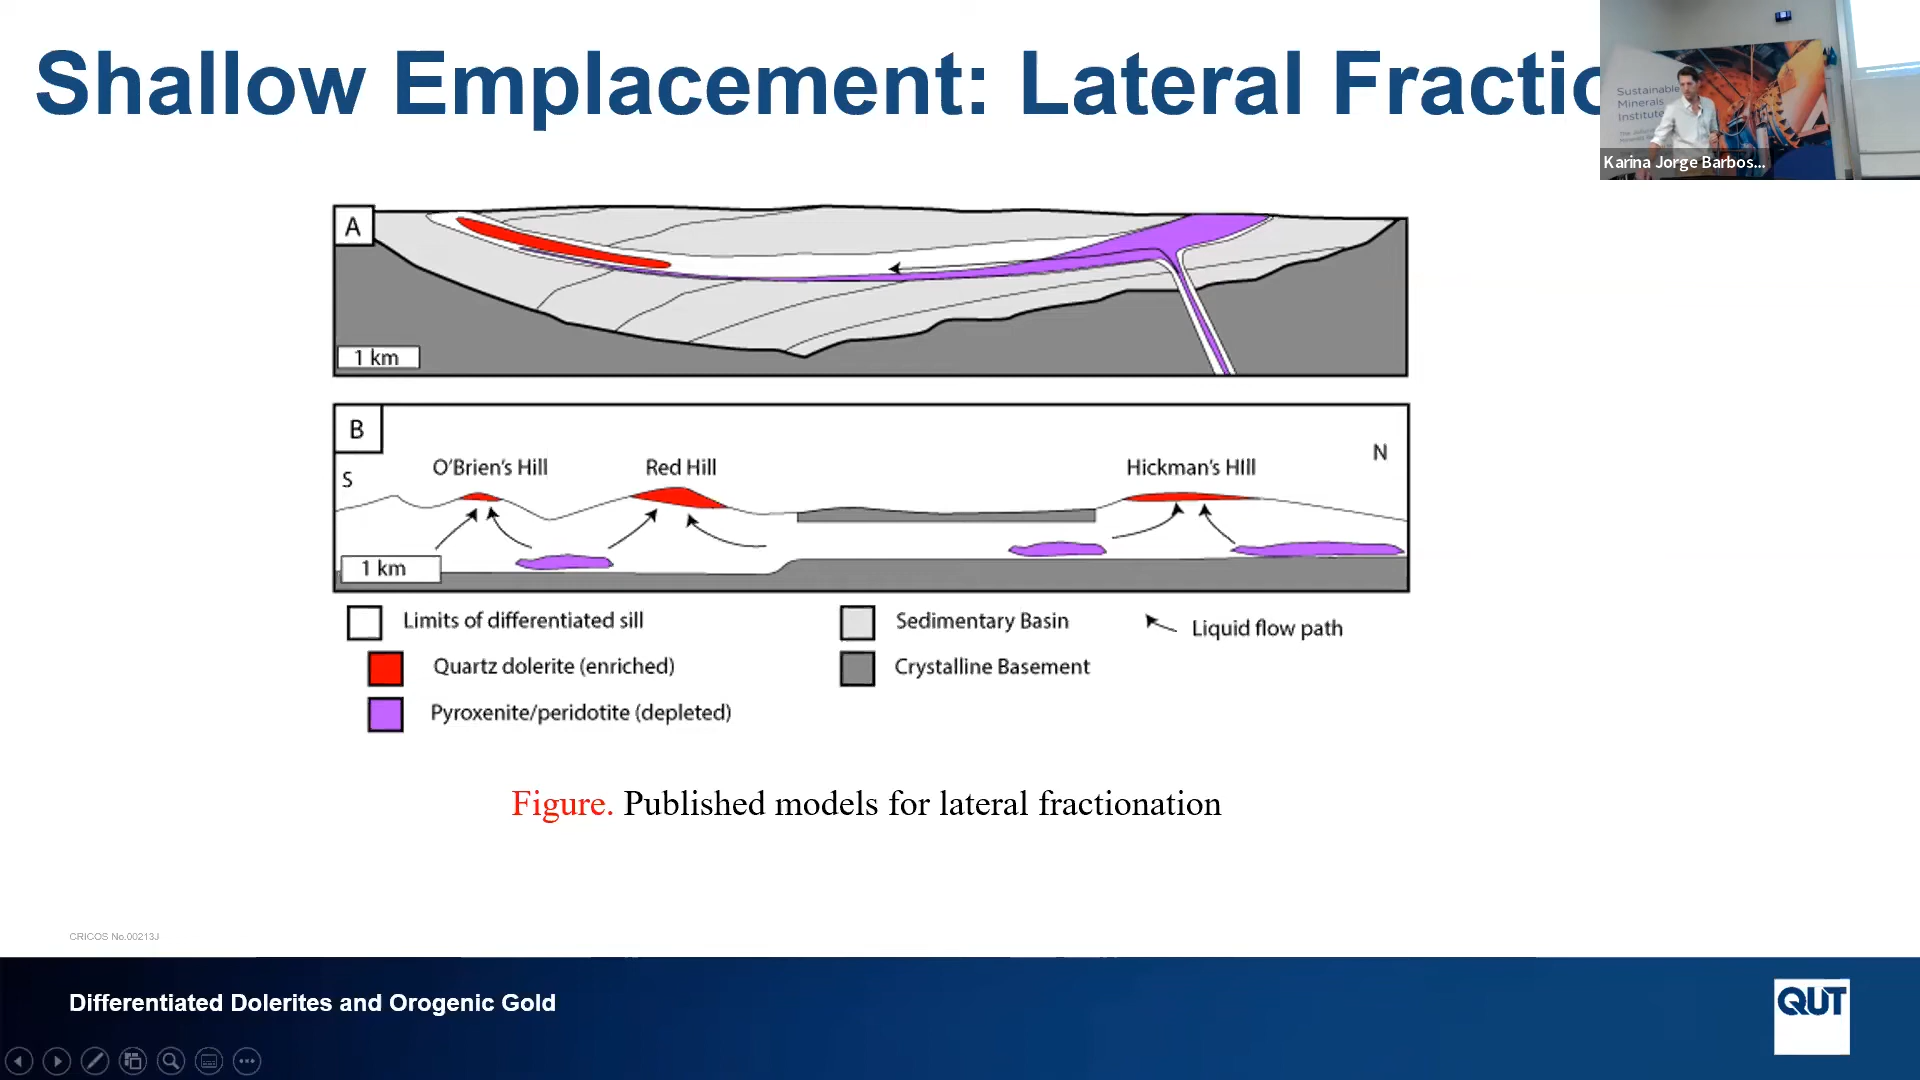 Shallow Emplacement: Lateral Fractio
Sustainable
Minerals
Institute
Karina Jorge Barbos...
A
1 km
B
S
O'Brien's Hill
Red Hill
Hickman's HIll
N
1 km
Limits of differentiated sill
Sedimentary Basin
Liquid flow path
Quartz dolerite (enriched)
Crystalline Basement
Pyroxenite/peridotite (depleted)
Figure. Published models for lateral fractionation
CRICOS No.00213J
Differentiated Dolerites and Orogenic Gold
QUT